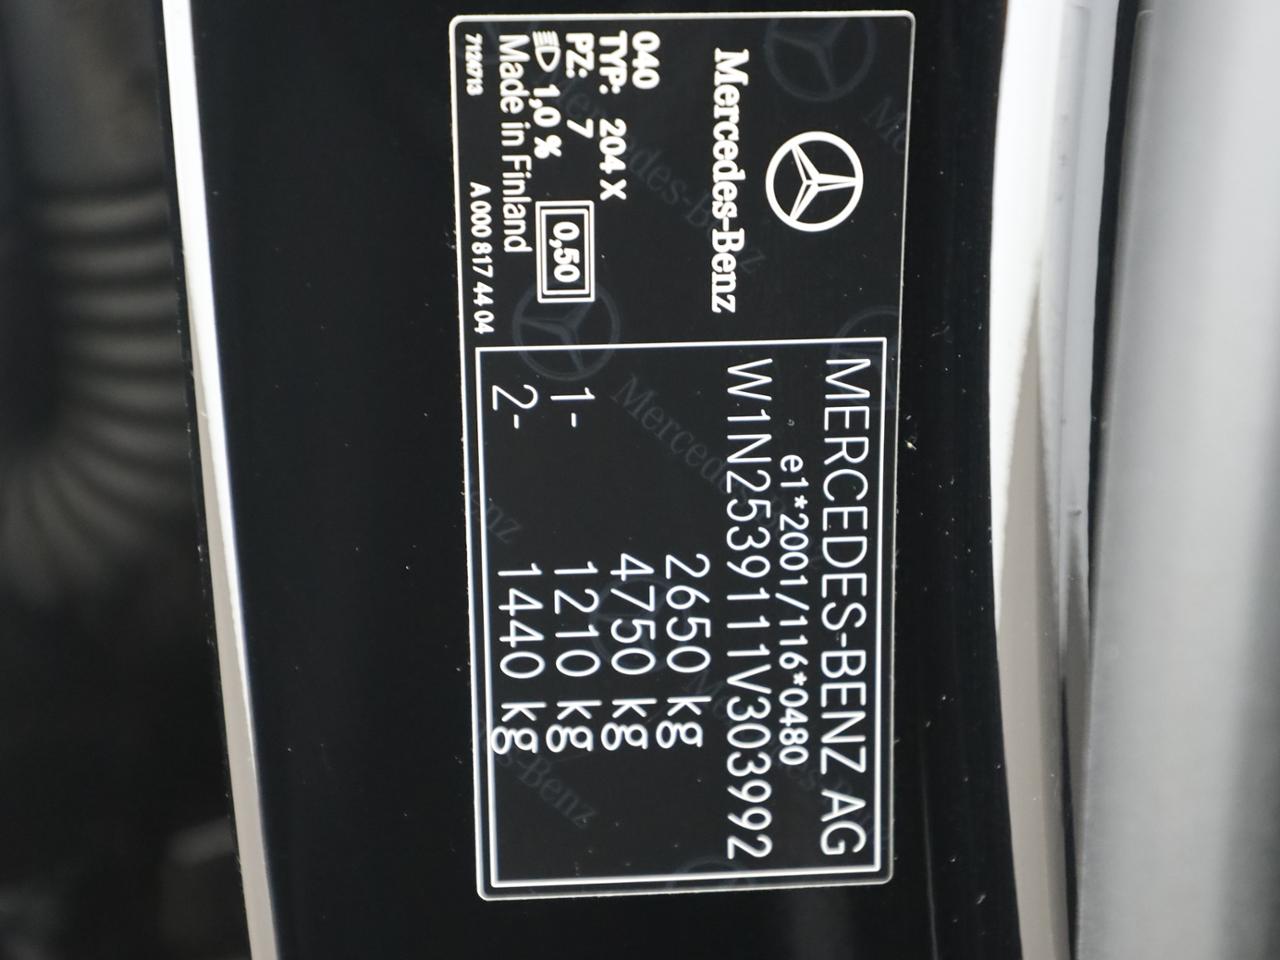 Mercedes-Benz
040
TYP: 204 X
PZ: 7
1,0 %
0,50
Made in Finland
7124713
A 000 817 44 04
MERCEDES-BENZ AG
e1*2001/116*0480
W1N2539111V303992
2650 kg
4750 kg
1- 1210 kg
2- 1440 kg